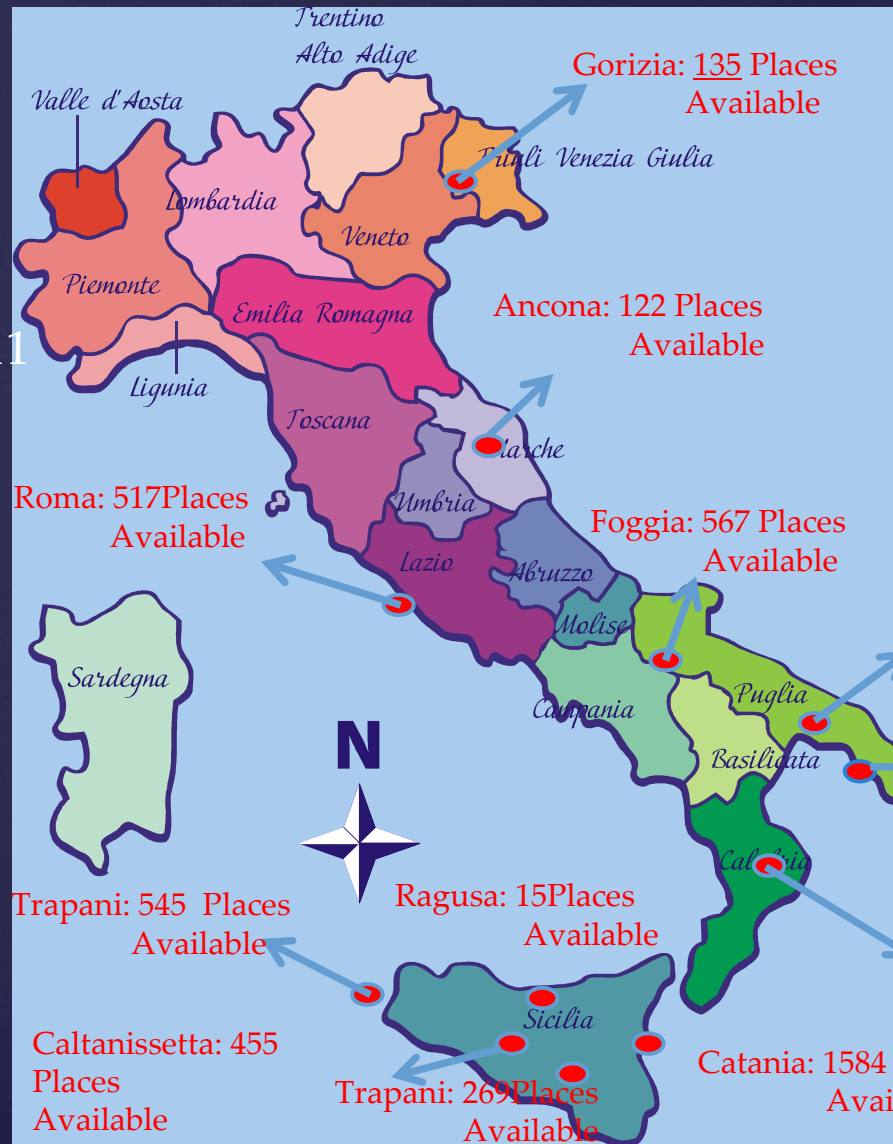 Trentino
Alto Adige
Gorizia: 135 Places
Available
Valle d'Aosta
Friuli Venezia Giulia
Lombardia
Veneto
Piemonte
Emilia Romagna
Ancona: 122 Places
Available
Ligunia
Toscana
Marche
Roma: 517Places
Available
Umbria
Foggia: 567 Places
Available
Lazio
Abruzzo
Molise
Sardegna
Puglia
Campania
N
Basilicata
Calabria
Trapani: 545 Places
Available
Ragusa: 15Places
Available
Sicilia
Caltanissetta: 455
Places
Available
Catania: 1584
Avai
Trapani: 269Places
Available